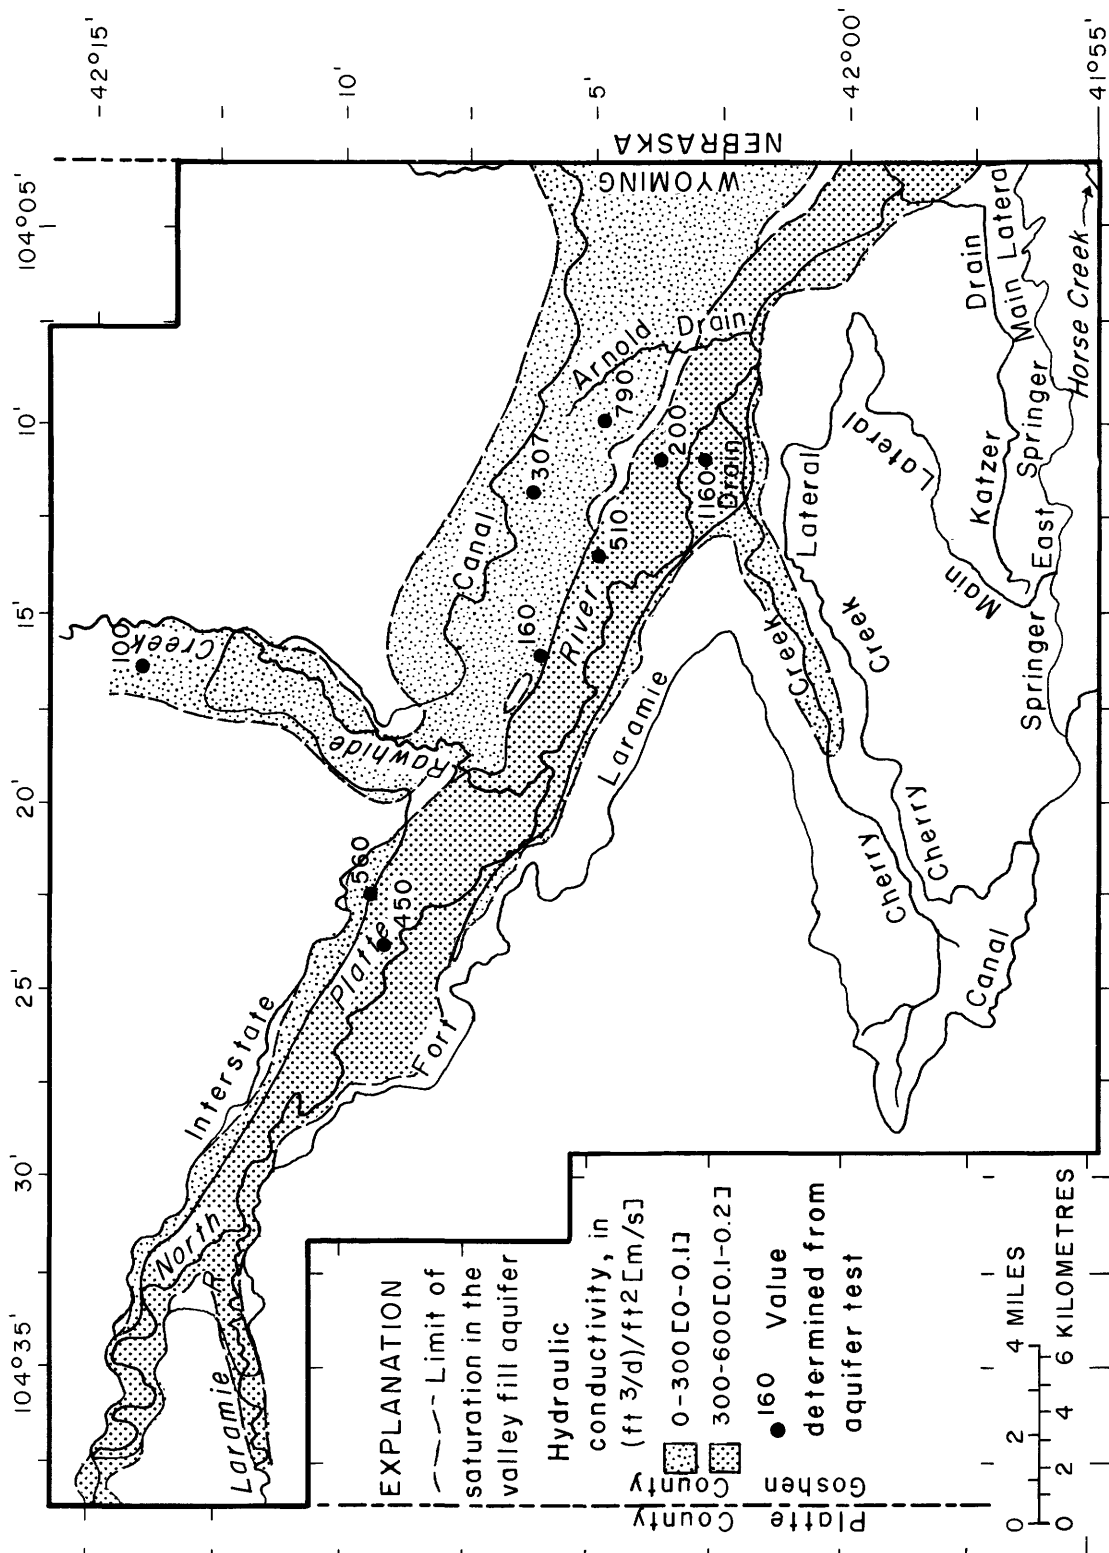 104°35'
30'
25'
20'
15'
10'
104°05'
42°15'
10'
5'
42°00'
41°55'
NEBRASKA
WYOMING
Interstate
Canal
Rawhide
Creek
100
North
Platte
River
560
450
160
510
307
790
200
1160
Arnold
Drain
Drain
Laramie
R
Fort
Laramie
Canal
Cherry
Creek
Cherry
Creek
Lateral
Main
Lateral
Katzer
Drain
Springer
East
Springer
Main Lateral
Horse Creek
EXPLANATION
Limit of
saturation in the
valley fill aquifer
Hydraulic
conductivity, in
(ft 3/d)/ft2[m/s]
0-300[0-0.1]
300-600[0.1-0.2]
160 Value
determined from
aquifer test
Platte County
Goshen County
0 2 4 MILES
0 2 4 6 KILOMETRES